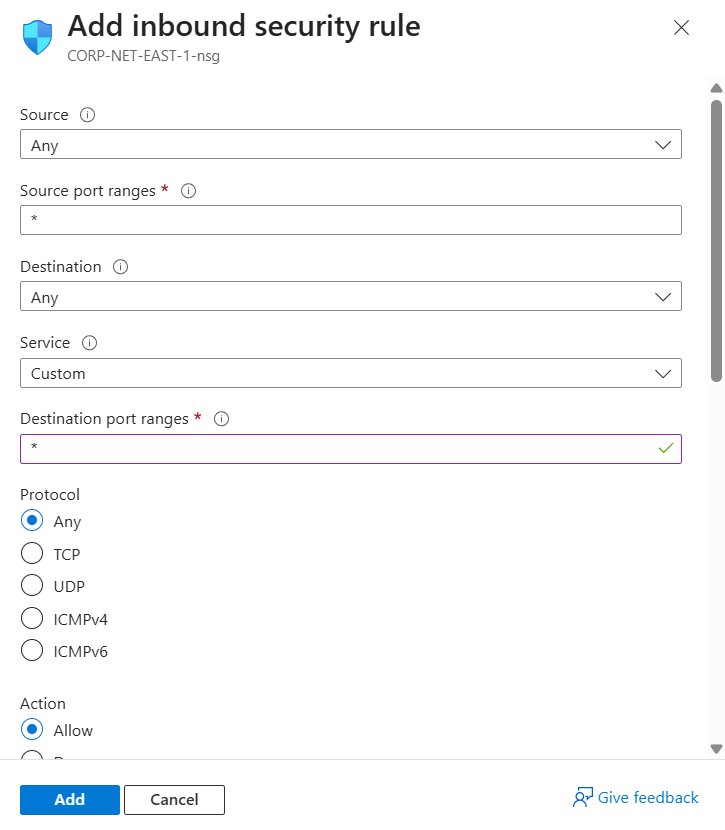 Add inbound security rule
CORP-NET-EAST-1-nsg
Source
Any
Source port ranges *
*
Destination
Any
Service
Custom
Destination port ranges *
*
Protocol
Any
TCP
UDP
ICMPv4
ICMPv6
Action
Allow
Add Cancel
Give feedback